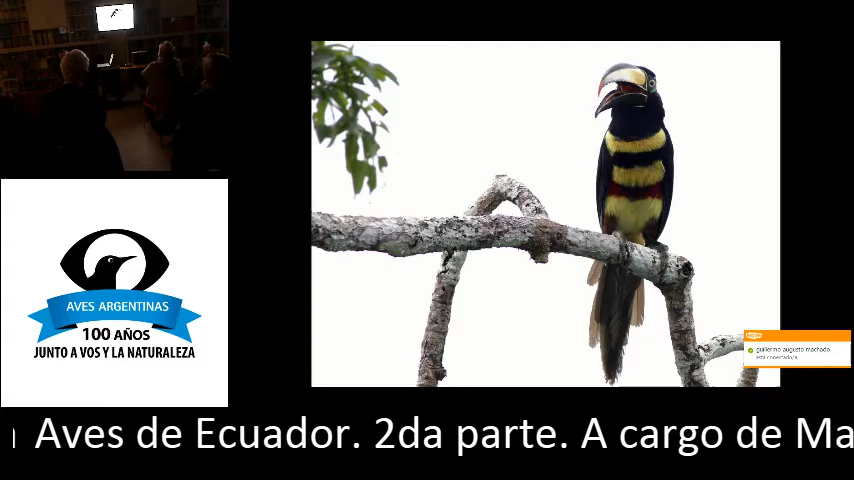 AVES ARGENTINAS
100 AÑOS
JUNTO A VOS Y LA NATURALEZA
skype
guillermo augusto machado
está conectado/a
Aves de Ecuador. 2da parte. A cargo de Ma